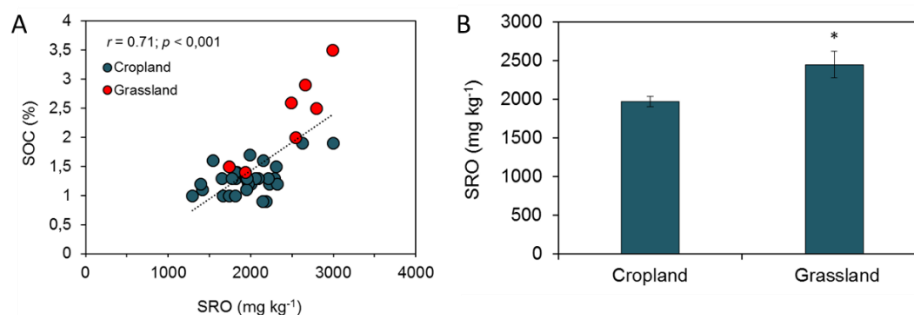 A
r = 0.71; p < 0,001
Cropland
Grassland
SOC (%)
4
3,5
3
2,5
2
1,5
1
0,5
0
0 1000 2000 3000 4000
SRO (mg kg⁻¹)
B
SRO (mg kg⁻¹)
3000
2500
2000
1500
1000
500
0
*
Cropland Grassland